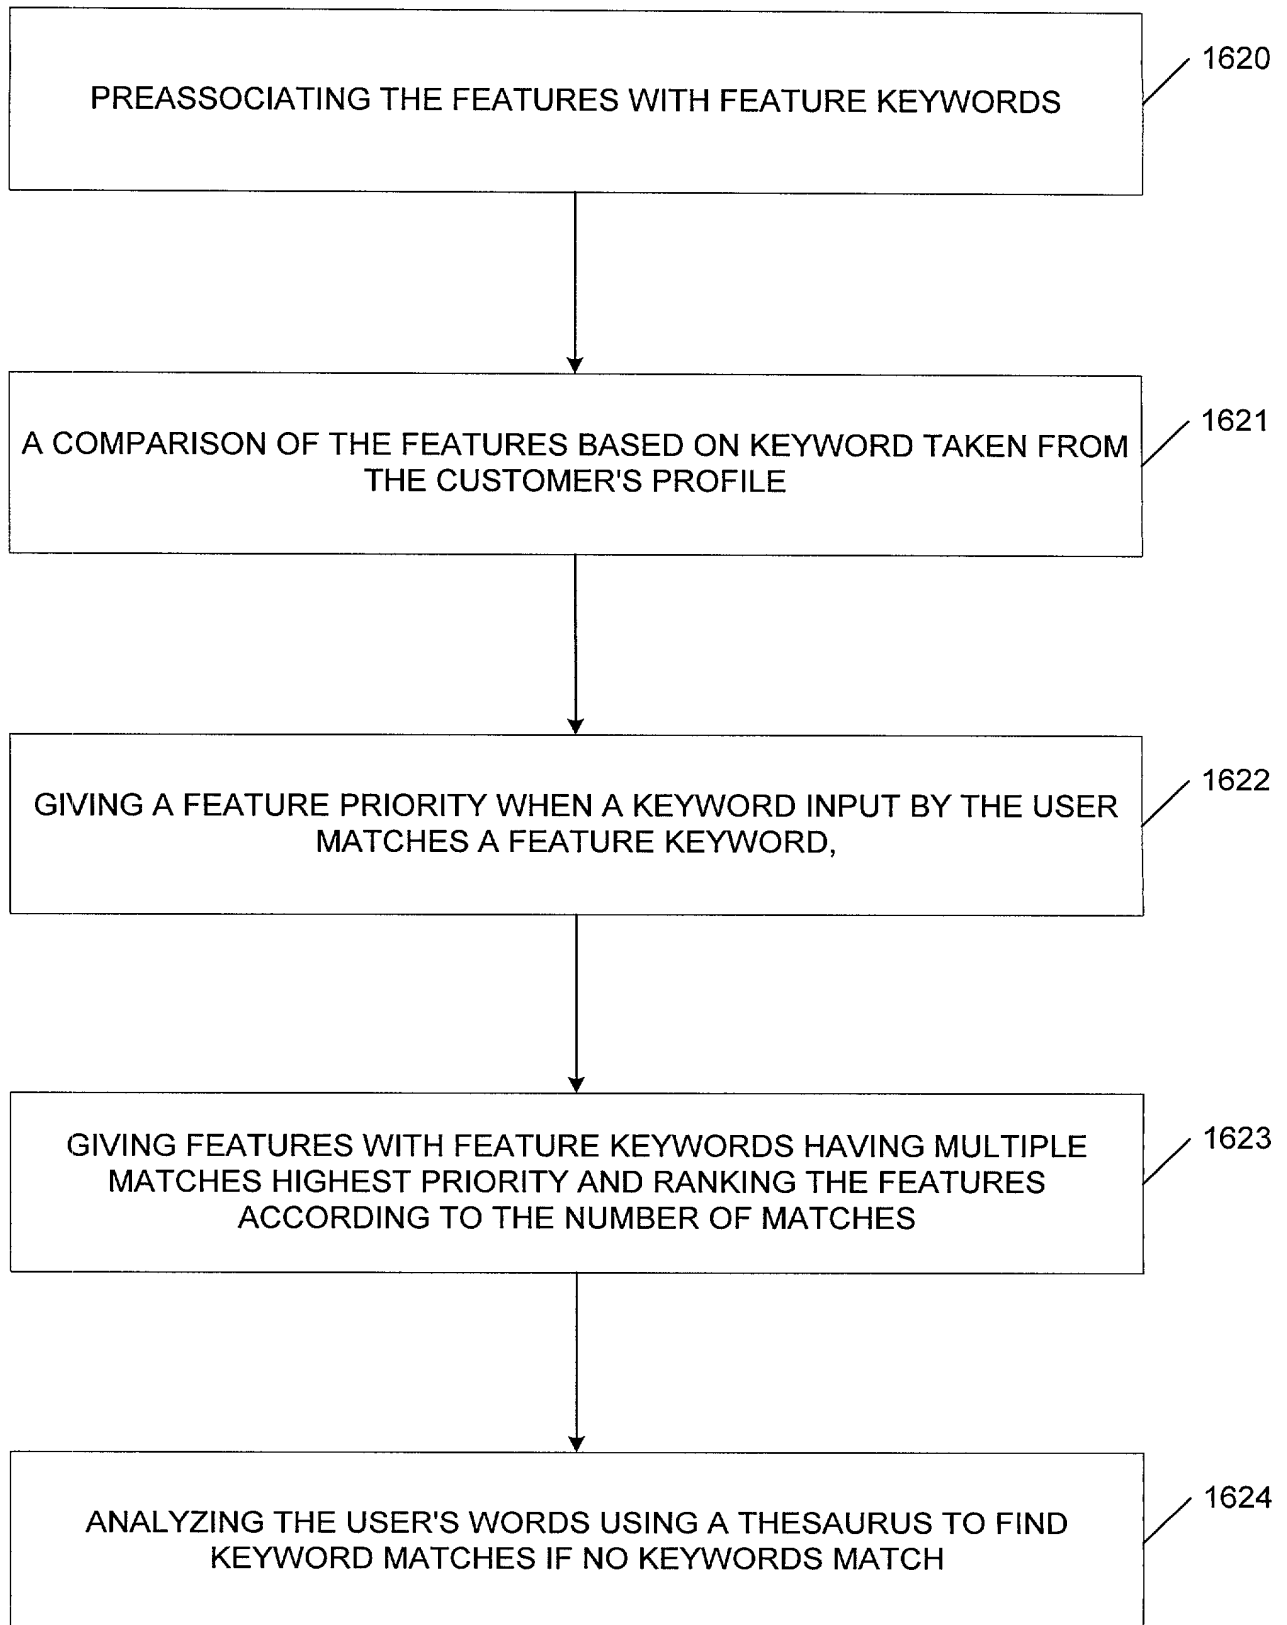 1620
PREASSOCIATING THE FEATURES WITH FEATURE KEYWORDS
1621
A COMPARISON OF THE FEATURES BASED ON KEYWORD TAKEN FROM
THE CUSTOMER'S PROFILE
1622
GIVING A FEATURE PRIORITY WHEN A KEYWORD INPUT BY THE USER
MATCHES A FEATURE KEYWORD,
1623
GIVING FEATURES WITH FEATURE KEYWORDS HAVING MULTIPLE
MATCHES HIGHEST PRIORITY AND RANKING THE FEATURES
ACCORDING TO THE NUMBER OF MATCHES
1624
ANALYZING THE USER'S WORDS USING A THESAURUS TO FIND
KEYWORD MATCHES IF NO KEYWORDS MATCH